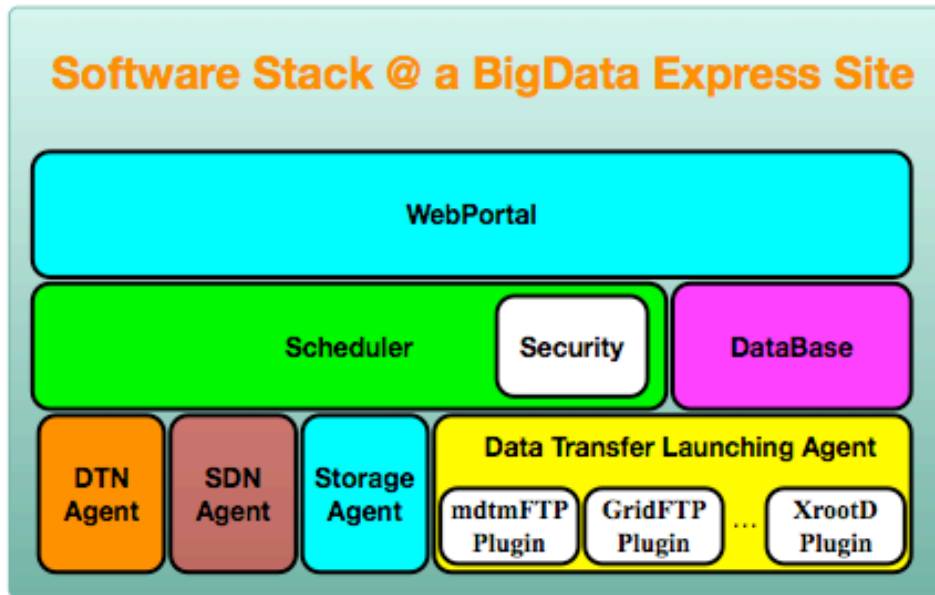 Software Stack @ a BigData Express Site
WebPortal
Scheduler
Security
DataBase
DTN
Agent
SDN
Agent
Storage
Agent
Data Transfer Launching Agent
mdtmFTP
Plugin
GridFTP
Plugin
...
XrootD
Plugin